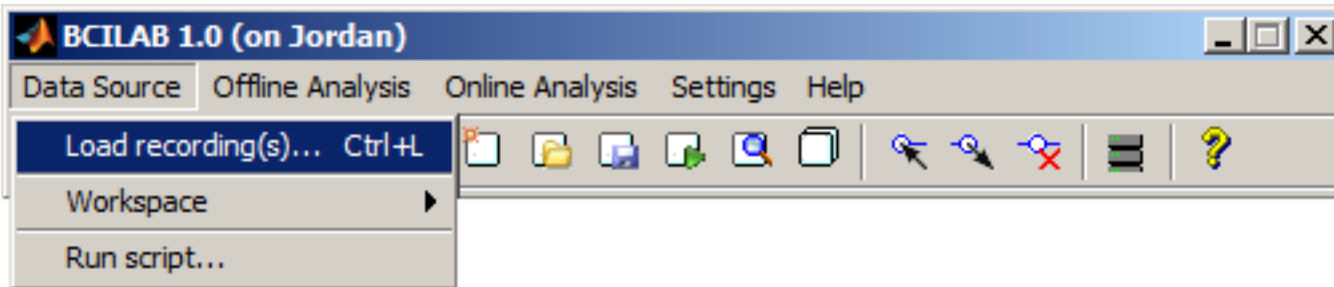 BCILAB 1.0 (on Jordan)
Data Source Offline Analysis Online Analysis Settings Help
Load recording(s)... Ctrl+L
Workspace
Run script...